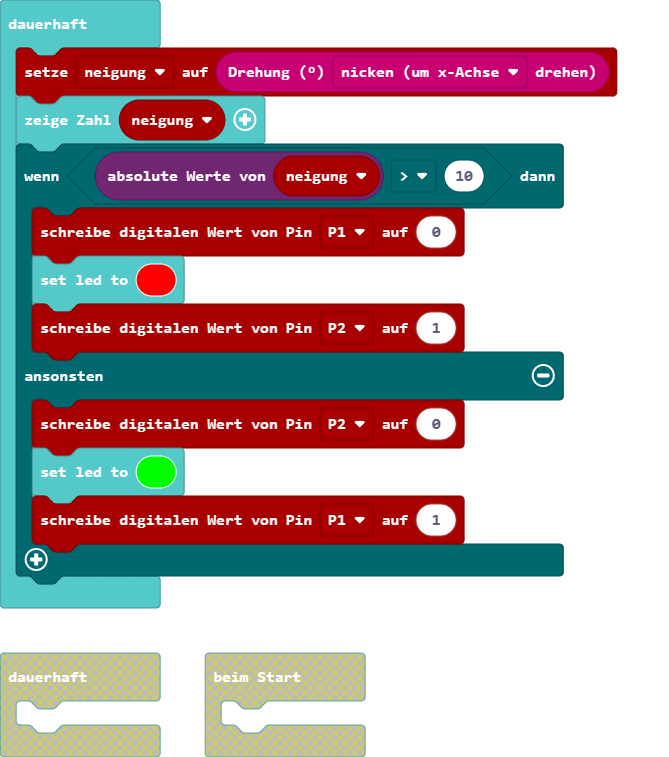 dauerhaft
setze neigung auf Drehung (º) nicken (um x-Achse drehen)
zeige Zahl neigung
wenn absolute Werte von neigung > 10 dann
schreibe digitalen Wert von Pin P1 auf 0
set led to
schreibe digitalen Wert von Pin P2 auf 1
ansonsten
schreibe digitalen Wert von Pin P2 auf 0
set led to
schreibe digitalen Wert von Pin P1 auf 1
dauerhaft beim Start